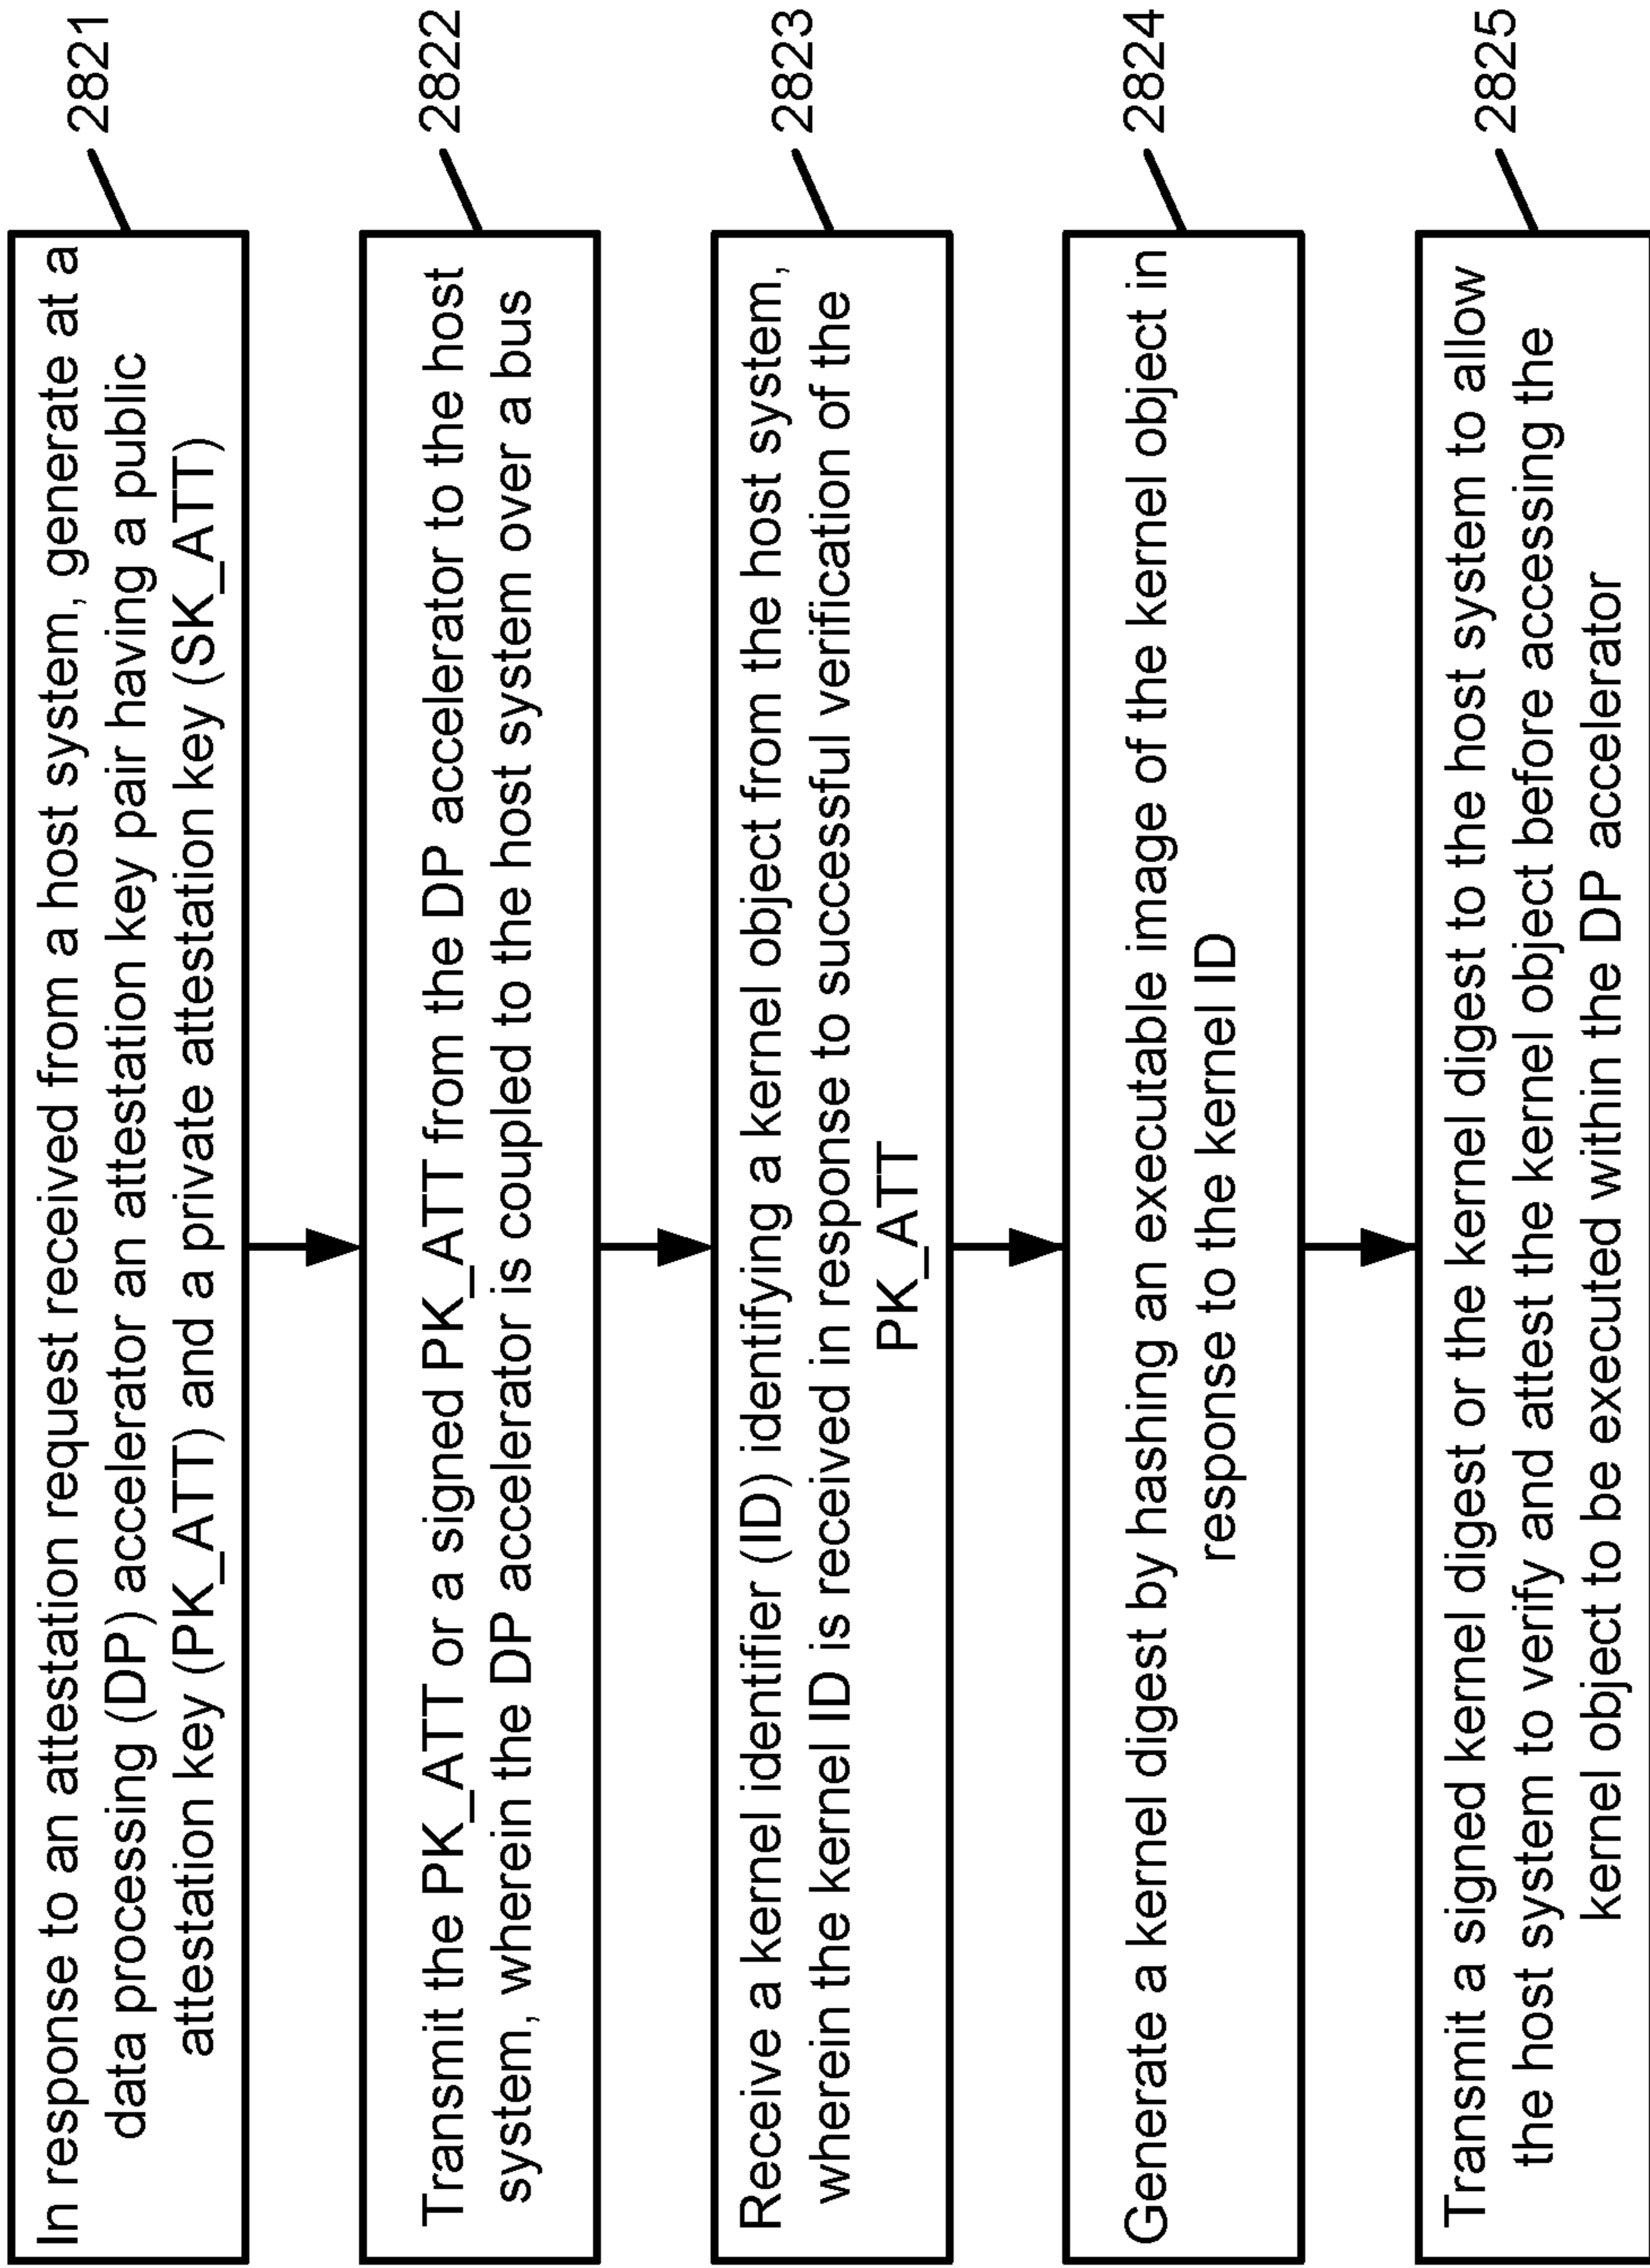 In response to an attestation request received from a host system, generate at a
data processing (DP) accelerator an attestation key pair having a public
attestation key (PK_ATT) and a private attestation key (SK_ATT)
2821
Transmit the PK_ATT or a signed PK_ATT from the DP accelerator to the host
system, wherein the DP accelerator is coupled to the host system over a bus
2822
Receive a kernel identifier (ID) identifying a kernel object from the host system,
wherein the kernel ID is received in response to successful verification of the
PK_ATT
2823
Generate a kernel digest by hashing an executable image of the kernel object in
response to the kernel ID
2824
Transmit a signed kernel digest or the kernel digest to the host system to allow
the host system to verify and attest the kernel object before accessing the
kernel object to be executed within the DP accelerator
2825